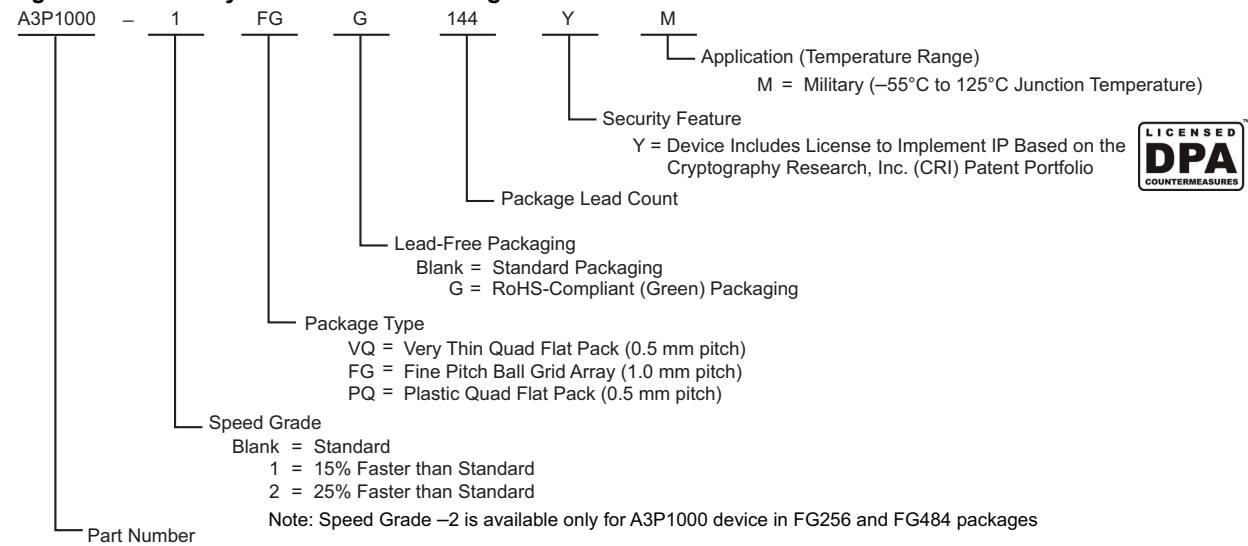 A3P1000 – 1 FG G 144 Y M
Application (Temperature Range)
M = Military (–55°C to 125°C Junction Temperature)
Security Feature
Y = Device Includes License to Implement IP Based on the
Cryptography Research, Inc. (CRI) Patent Portfolio
LICENSED
DPA
COUNTERMEASURES
™
Package Lead Count
Lead-Free Packaging
Blank = Standard Packaging
G = RoHS-Compliant (Green) Packaging
Package Type
VQ = Very Thin Quad Flat Pack (0.5 mm pitch)
FG = Fine Pitch Ball Grid Array (1.0 mm pitch)
PQ = Plastic Quad Flat Pack (0.5 mm pitch)
Speed Grade
Blank = Standard
1 = 15% Faster than Standard
2 = 25% Faster than Standard
Note: Speed Grade –2 is available only for A3P1000 device in FG256 and FG484 packages
Part Number